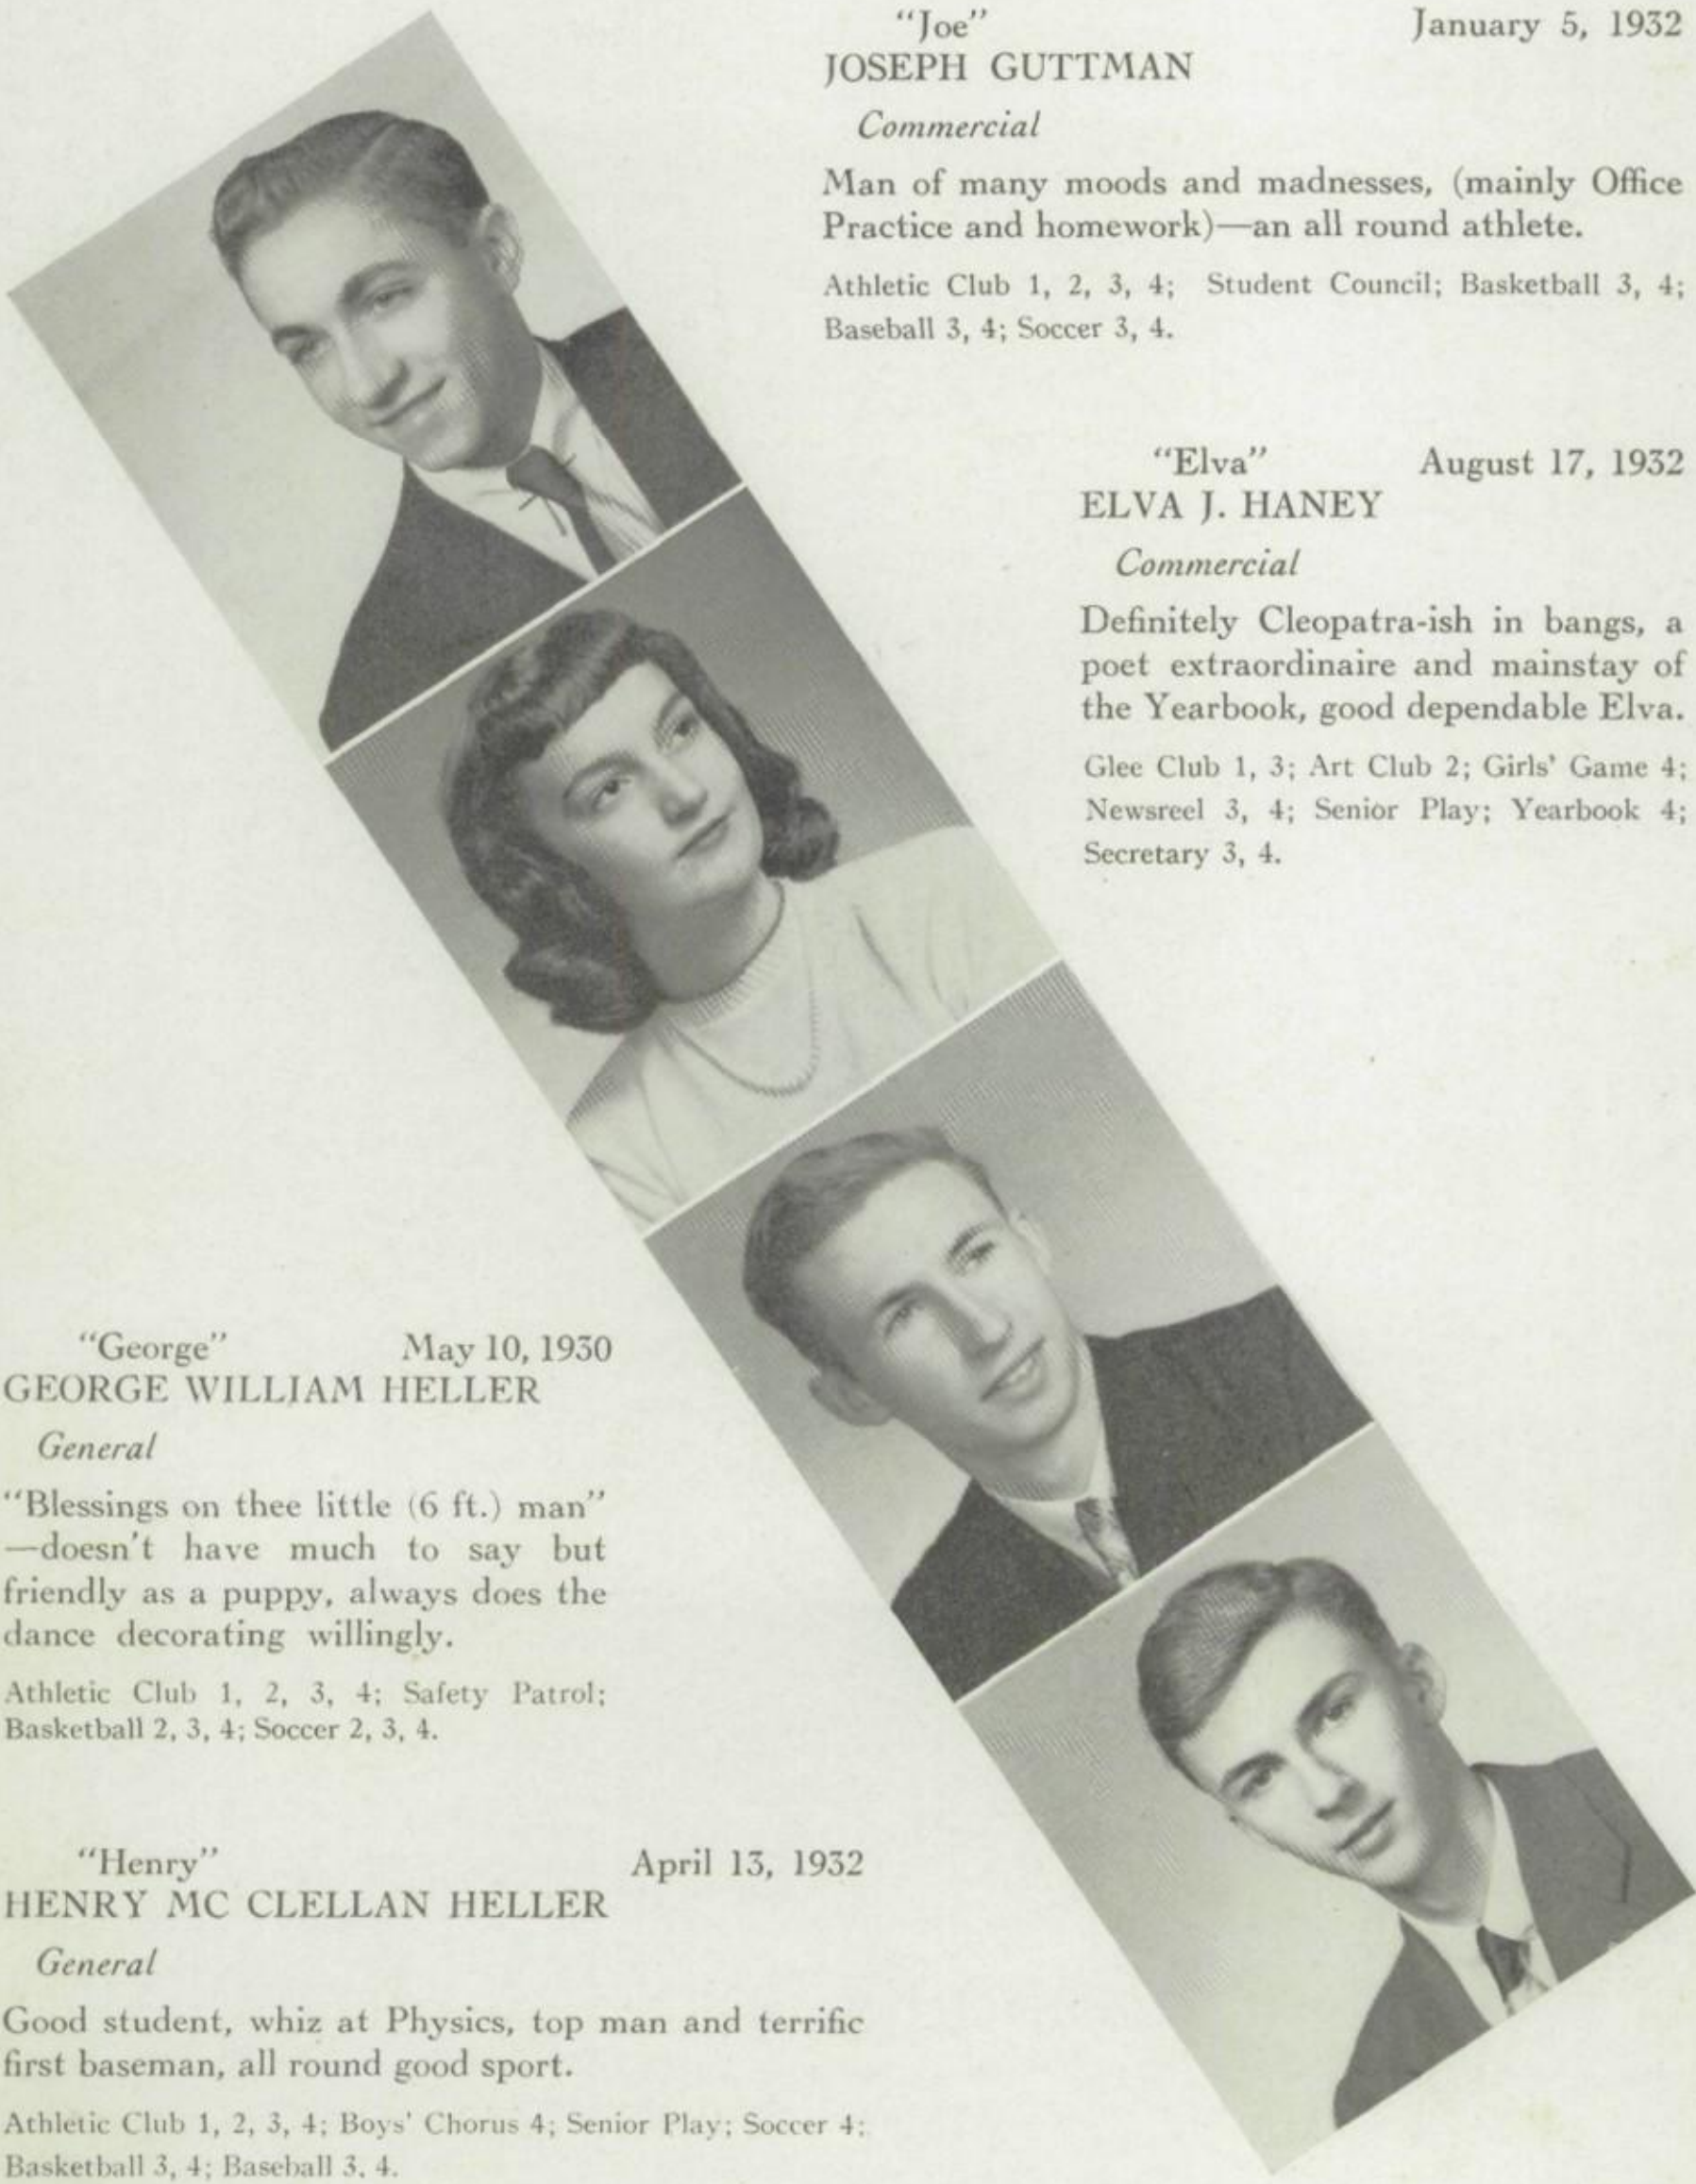 "Joe" January 5, 1932
JOSEPH GUTTMAN
Commercial
Man of many moods and madnesses, (mainly Office
Practice and homework)—an all round athlete.
Athletic Club 1, 2, 3, 4; Student Council; Basketball 3, 4;
Baseball 3, 4; Soccer 3, 4.
"Elva" August 17, 1932
ELVA J. HANEY
Commercial
Definitely Cleopatra-ish in bangs, a
poet extraordinaire and mainstay of
the Yearbook, good dependable Elva.
Glee Club 1, 3; Art Club 2; Girls' Game 4;
Newsreel 3, 4; Senior Play; Yearbook 4;
Secretary 3, 4.
"George" May 10, 1930
GEORGE WILLIAM HELLER
General
"Blessings on thee little (6 ft.) man"
—doesn't have much to say but
friendly as a puppy, always does the
dance decorating willingly.
Athletic Club 1, 2, 3, 4; Safety Patrol;
Basketball 2, 3, 4; Soccer 2, 3, 4.
"Henry" April 13, 1932
HENRY MC CLELLAN HELLER
General
Good student, whiz at Physics, top man and terrific
first baseman, all round good sport.
Athletic Club 1, 2, 3, 4; Boys' Chorus 4; Senior Play; Soccer 4;
Basketball 3, 4; Baseball 3, 4.